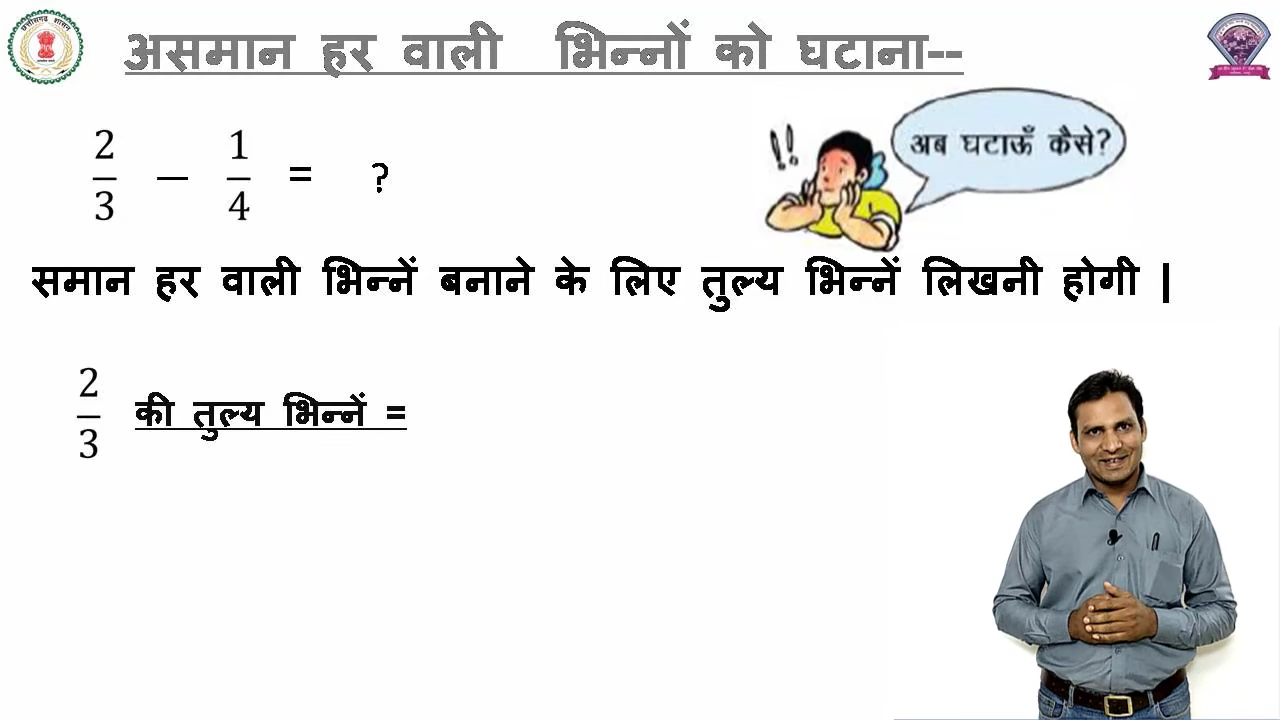 असमान हर वाली भिन्नों को घटाना--
2/3 – 1/4 = ?
अब घटाऊँ कैसे?
समान हर वाली भिन्नें बनाने के लिए तुल्य भिन्नें लिखनी होगी |
2/3 की तुल्य भिन्नें =